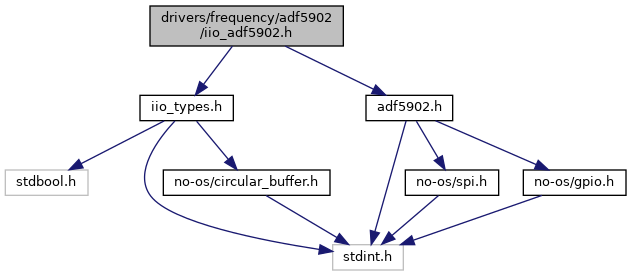 drivers/frequency/adf5902
/iio_adf5902.h
iio_types.h
adf5902.h
stdbool.h
no-os/circular_buffer.h
no-os/spi.h
no-os/gpio.h
stdint.h